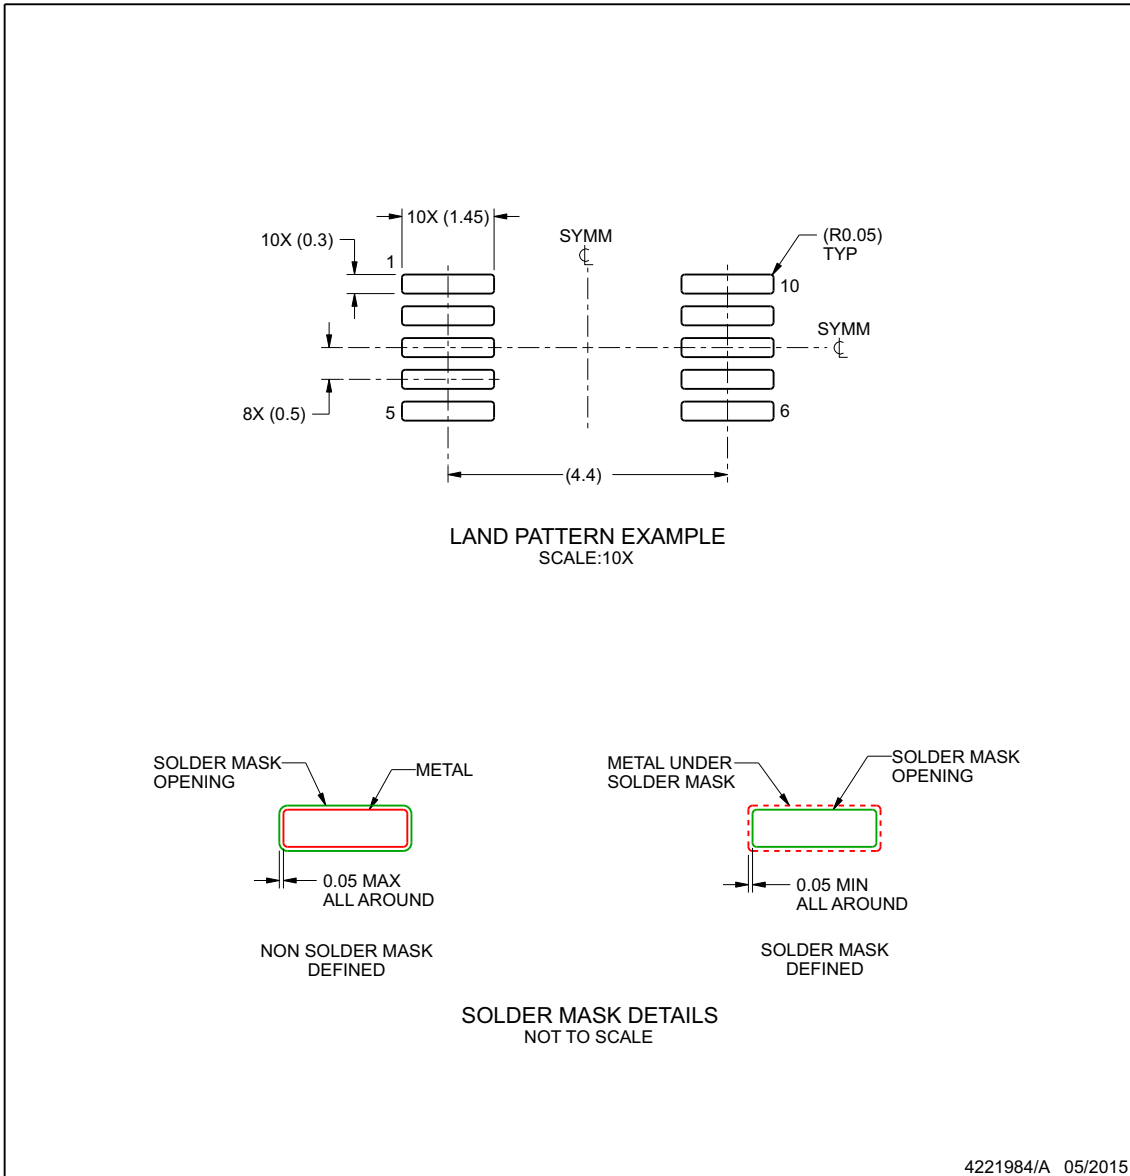 10X (1.45)
10X (0.3)
1
SYMM
(R0.05)
TYP
10
SYMM
8X (0.5)
5
6
(4.4)
LAND PATTERN EXAMPLE
SCALE:10X
SOLDER MASK
OPENING
METAL
0.05 MAX
ALL AROUND
NON SOLDER MASK
DEFINED
METAL UNDER
SOLDER MASK
SOLDER MASK
OPENING
0.05 MIN
ALL AROUND
SOLDER MASK
DEFINED
SOLDER MASK DETAILS
NOT TO SCALE
4221984/A 05/2015